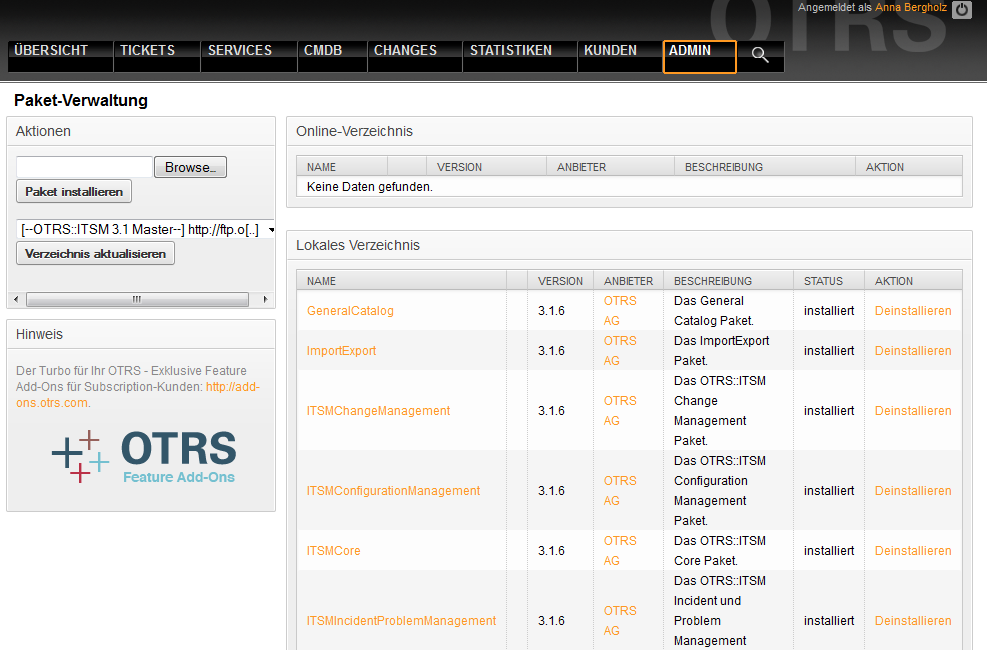 OTRS
Angemeldet als Anna Bergholz
ÜBERSICHT TICKETS SERVICES CMDB CHANGES STATISTIKEN KUNDEN ADMIN
Paket-Verwaltung
Aktionen
Browse...
Paket installieren
[--OTRS::ITSM 3.1 Master--] http://ftp.o[..]
Verzeichnis aktualisieren
Hinweis
Der Turbo für Ihr OTRS - Exklusive Feature
Add-Ons für Subscription-Kunden: http://add-
ons.otrs.com.
OTRS
Feature Add-Ons
Online-Verzeichnis
NAME VERSION ANBIETER BESCHREIBUNG AKTION
Keine Daten gefunden.
Lokales Verzeichnis
NAME VERSION ANBIETER BESCHREIBUNG STATUS AKTION
GeneralCatalog 3.1.6 OTRS AG Das General Catalog Paket. installiert Deinstallieren
ImportExport 3.1.6 OTRS AG Das ImportExport Paket. installiert Deinstallieren
ITSMChangeManagement 3.1.6 OTRS AG Das OTRS::ITSM Change Management Paket. installiert Deinstallieren
ITSMConfigurationManagement 3.1.6 OTRS AG Das OTRS::ITSM Configuration Management Paket. installiert Deinstallieren
ITSMCore 3.1.6 OTRS AG Das OTRS::ITSM Core Paket. installiert Deinstallieren
ITSMIncidentProblemManagement 3.1.6 OTRS AG Das OTRS::ITSM Incident und Problem Management installiert Deinstallieren